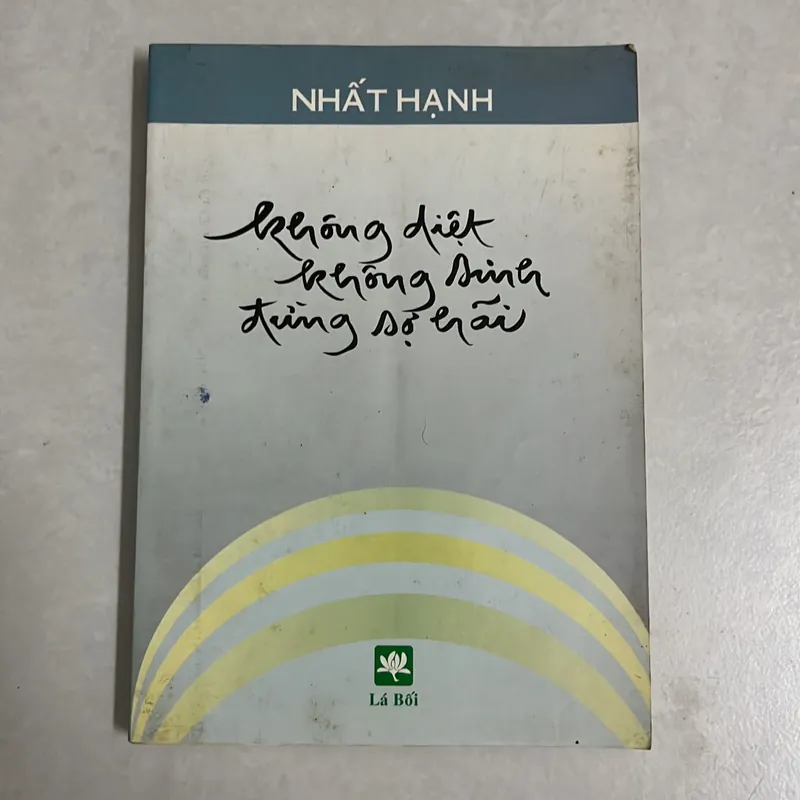 NHẤT HẠNH
không diệt
không sinh
đừng sợ hãi
Lá Bối